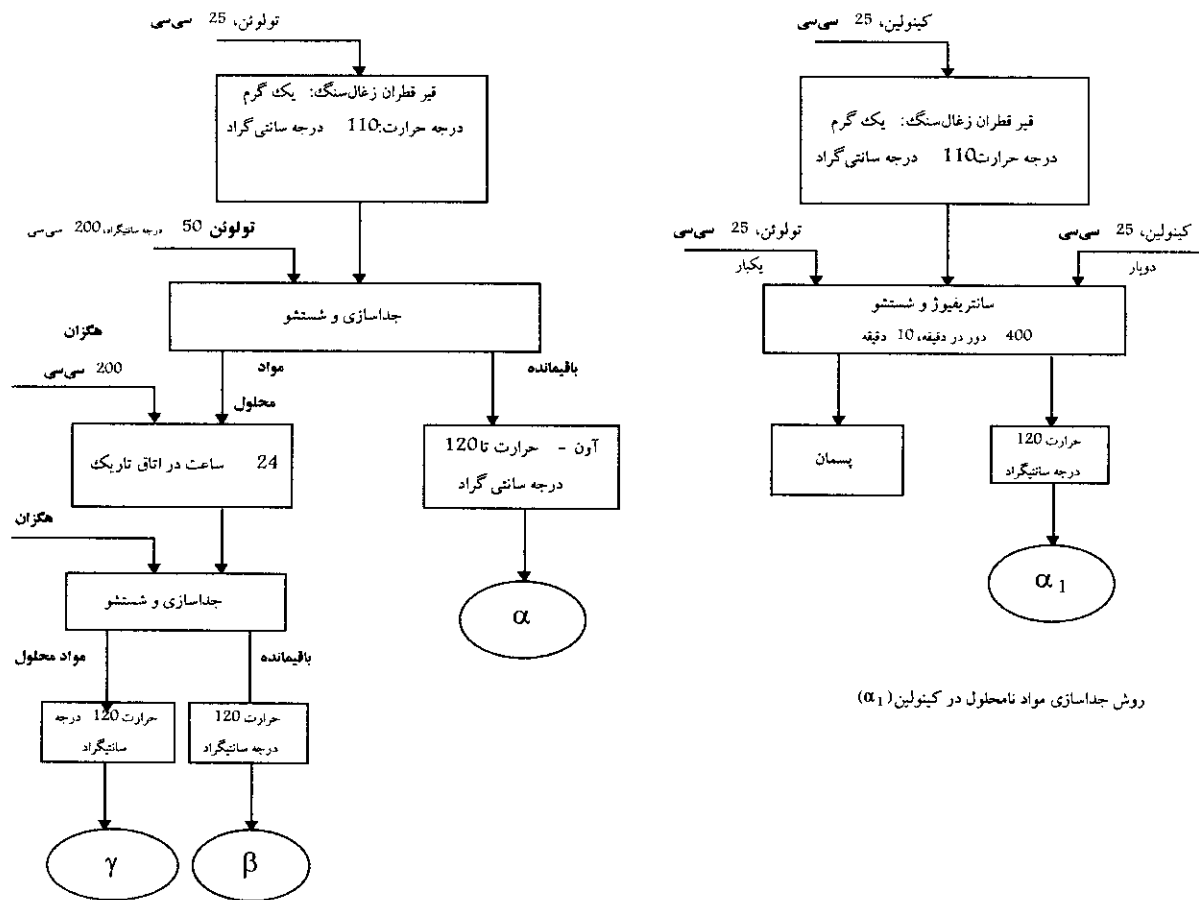 کینولین، 25 سی‌سی
قیر قطران زغال‌سنگ: یک گرم
درجه حرارت110 درجه سانتی‌گراد
کینولین، 25 سی‌سی
دوبار
تولوئن، 25 سی‌سی
یکبار
سانتریفیوژ و شستشو
400 دور در دقیقه، 10 دقیقه
حرارت 120
درجه سانتیگراد
پسمان
α1
روش جداسازی مواد نامحلول در کینولین(α1)
تولوئن، 25 سی‌سی
قیر قطران زغال‌سنگ: یک گرم
درجه حرارت:110 درجه سانتی‌گراد
تولوئن 50 درجه سانتیگراد، 200 سی‌سی
جداسازی و شستشو
باقیمانده
مواد
محلول
هگزان
200 سی‌سی
آون - حرارت تا120
درجه سانتی گراد
24 ساعت در اتاق تاریک
α
هگزان
جداسازی و شستشو
باقیمانده
مواد محلول
حرارت 120
درجه سانتیگراد
حرارت 120 درجه
سانتیگراد
β
γ